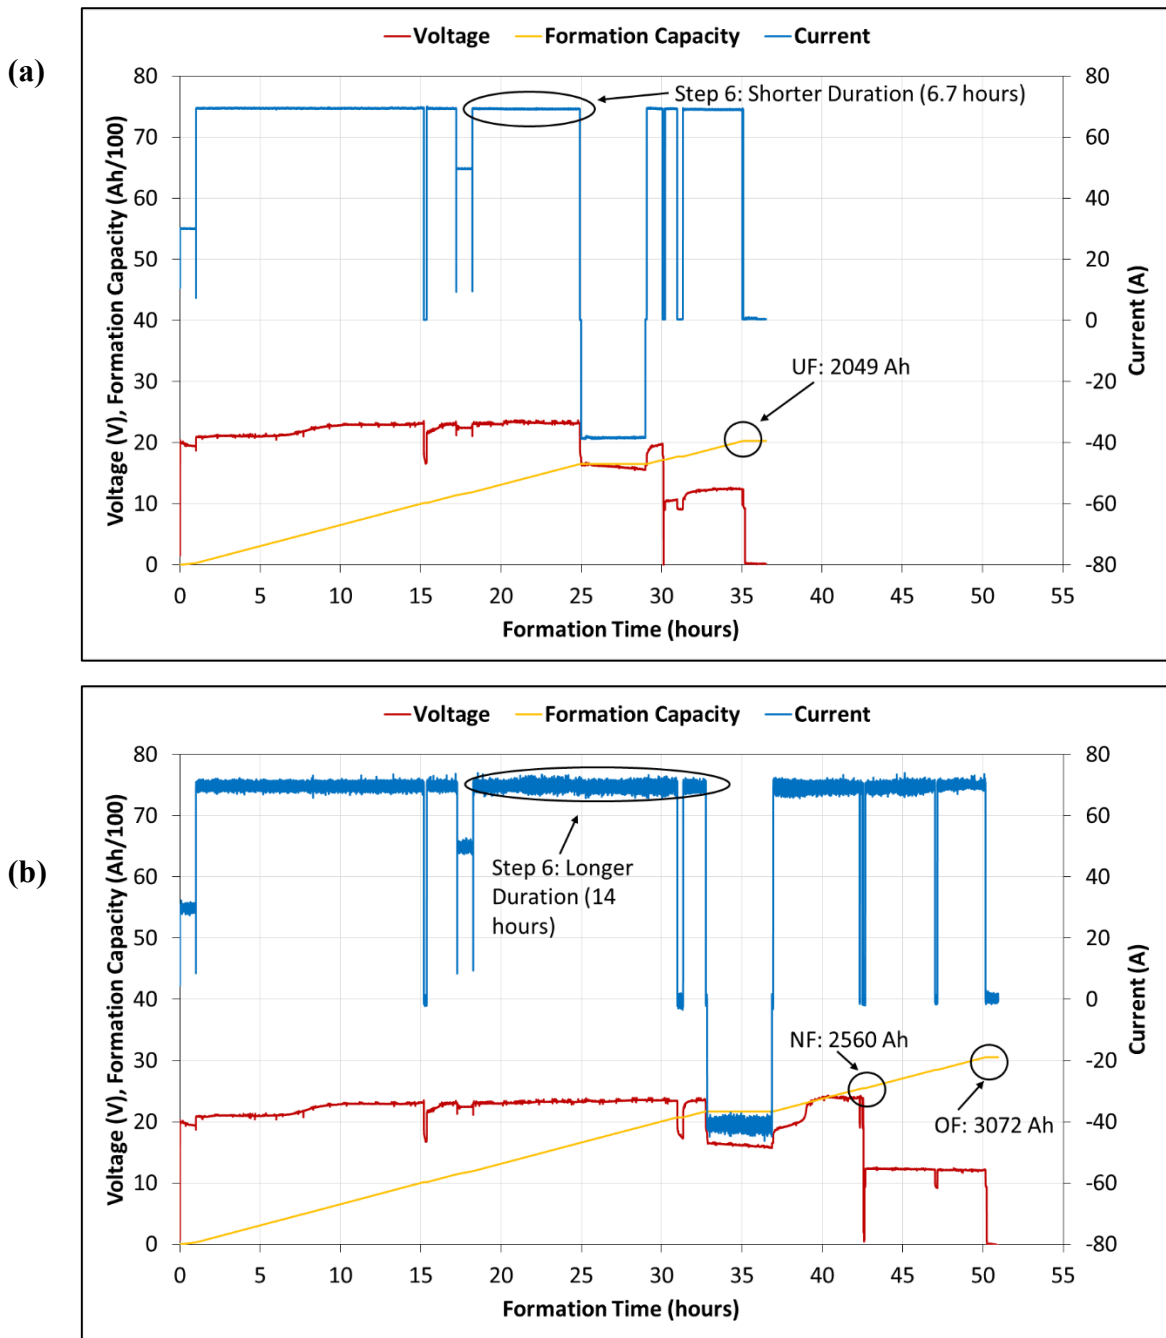 (a)
Voltage Formation Capacity Current
Voltage (V), Formation Capacity (Ah/100)
80
70
60
50
40
30
20
10
0
Step 6: Shorter Duration (6.7 hours)
UF: 2049 Ah
80
60
40
20
0
-20
-40
-60
-80
Current (A)
0 5 10 15 20 25 30 35 40 45 50 55
Formation Time (hours)
(b)
Voltage Formation Capacity Current
Voltage (V), Formation Capacity (Ah/100)
80
70
60
50
40
30
20
10
0
Step 6: Longer
Duration (14
hours)
NF: 2560 Ah
OF: 3072 Ah
80
60
40
20
0
-20
-40
-60
-80
Current (A)
0 5 10 15 20 25 30 35 40 45 50 55
Formation Time (hours)